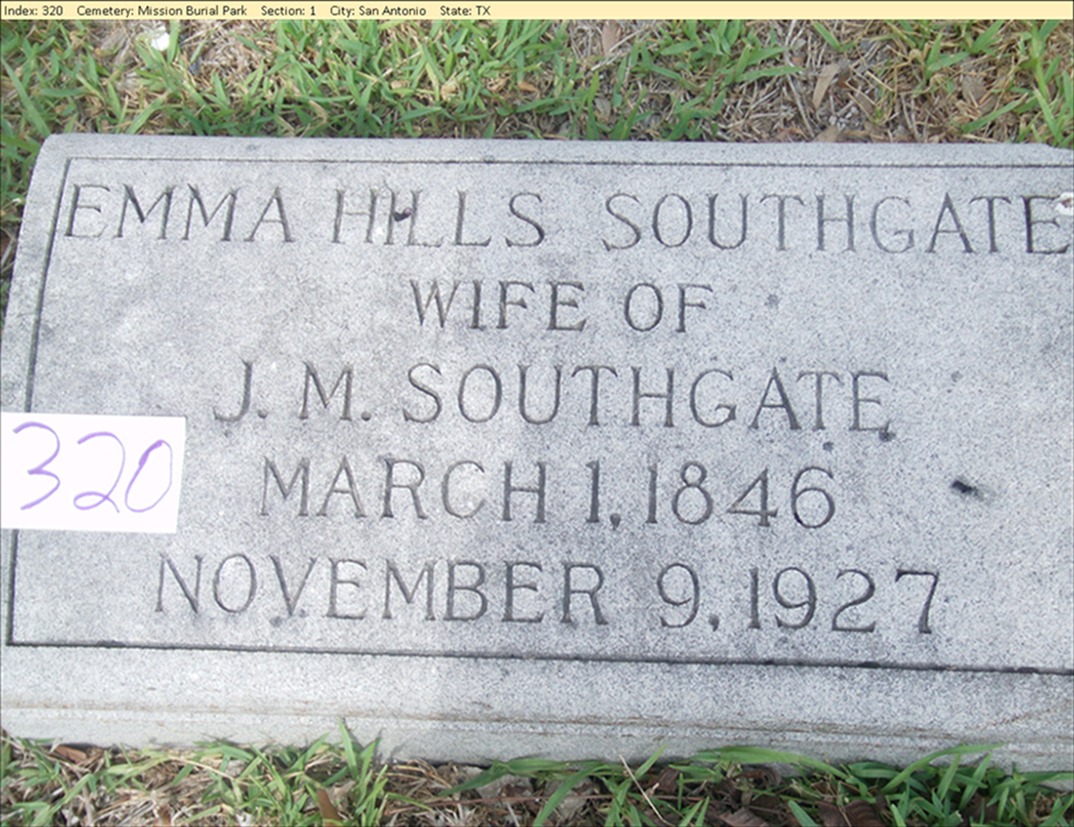 Index: 320 Cemetery: Mission Burial Park Section: 1 City: San Antonio State: TX
EMMA HILLS SOUTHGATE
WIFE OF
J. M. SOUTHGATE
320
MARCH 1, 1846
NOVEMBER 9, 1927